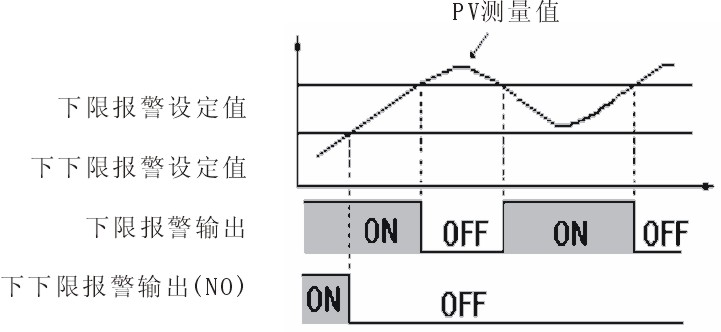 PV测量值
下限报警设定值
下下限报警设定值
下限报警输出
ON OFF ON OFF
下下限报警输出(NO)
ON OFF